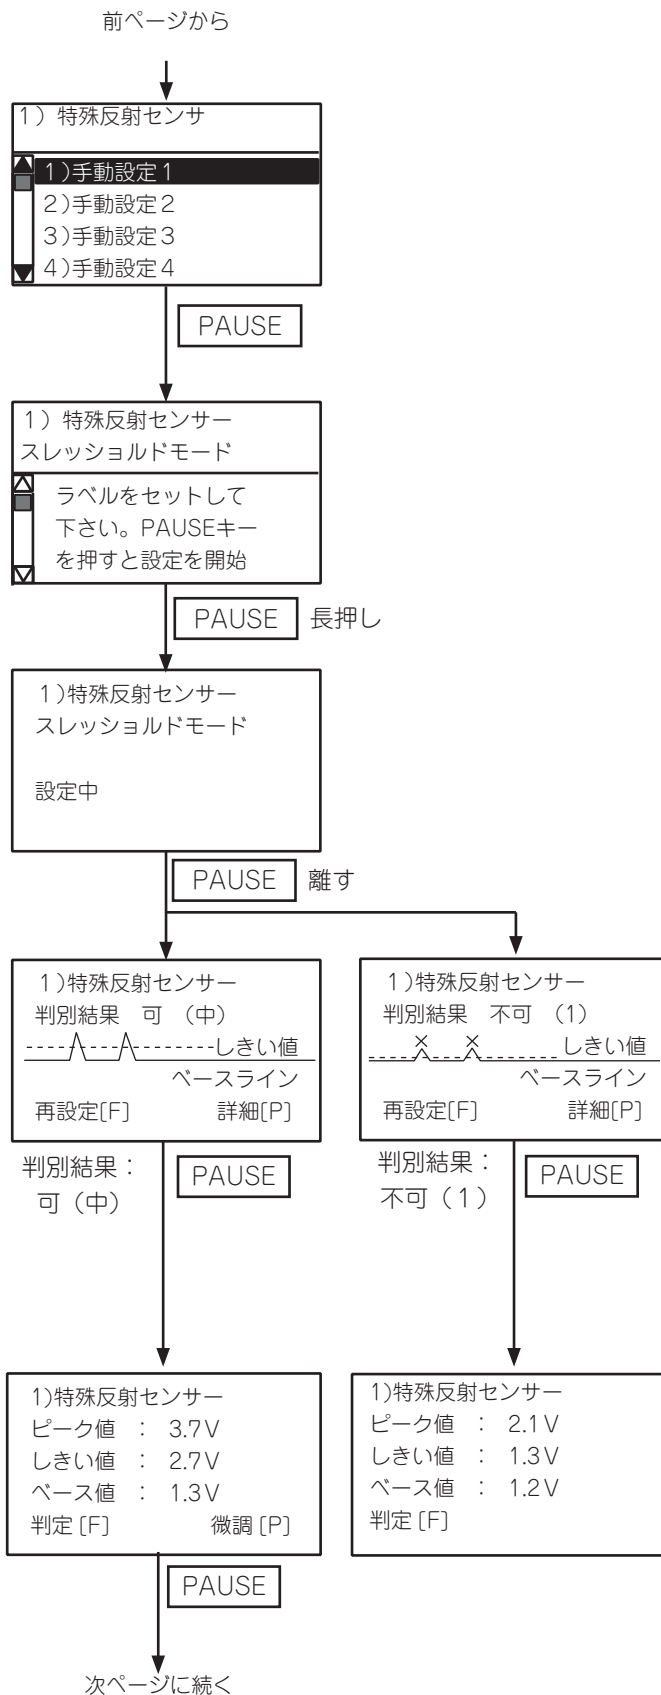 前ページから
1）特殊反射センサ
1)手動設定1
2)手動設定2
3)手動設定3
4)手動設定4
PAUSE
1）特殊反射センサー
スレッショルドモード
ラベルをセットして
下さい。PAUSEキー
を押すと設定を開始
PAUSE 長押し
1)特殊反射センサー
スレッショルドモード
設定中
PAUSE 離す
1)特殊反射センサー
判別結果 可 （中）
しきい値
ベースライン
再設定[F] 詳細[P]
判別結果：
可（中）
PAUSE
1)特殊反射センサー
判別結果 不可 （1）
しきい値
ベースライン
再設定[F] 詳細[P]
判別結果：
不可（1）
PAUSE
1)特殊反射センサー
ピーク値 ： 3.7V
しきい値 ： 2.7V
ベース値 ： 1.3V
判定 [F] 微調 [P]
1)特殊反射センサー
ピーク値 ： 2.1V
しきい値 ： 1.3V
ベース値 ： 1.2V
判定 [F]
PAUSE
次ページに続く